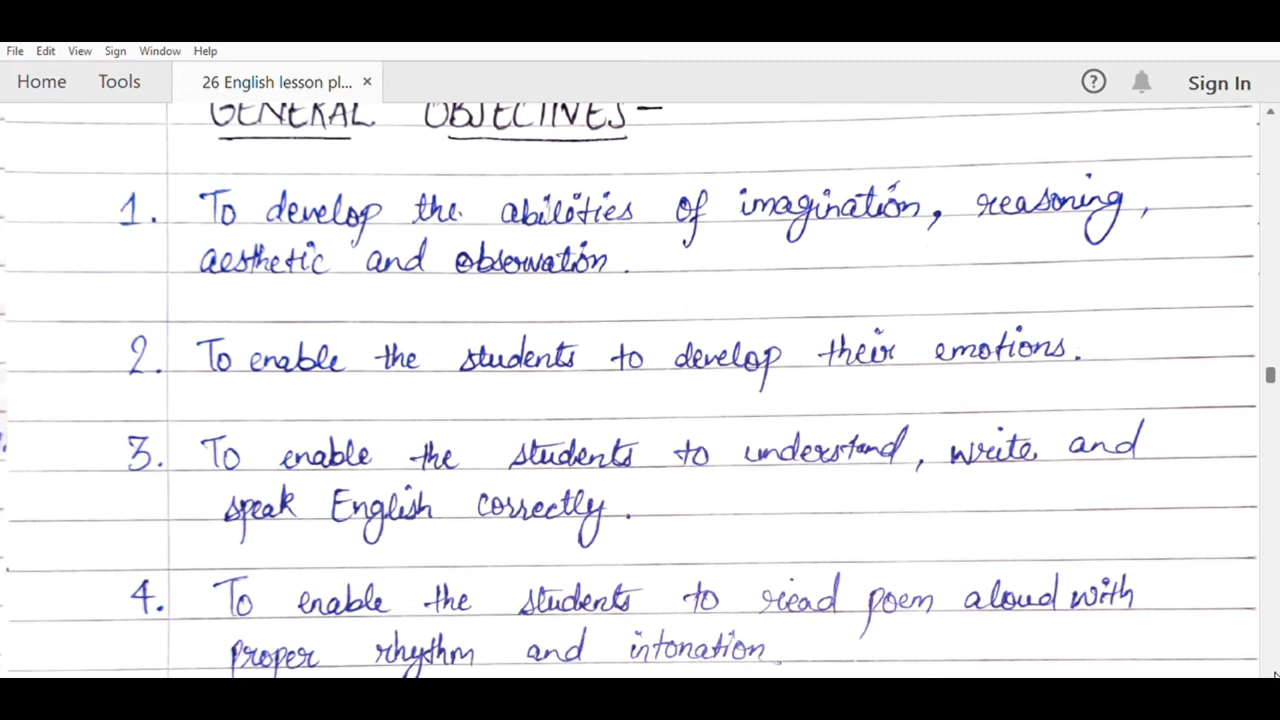 File Edit View Sign Window Help
Home Tools 26 English lesson pl... × ? Sign In
GENERAL OBJECTIVES -
1. To develop the abilities of imagination, reasoning,
aesthetic and observation.
2. To enable the students to develop their emotions.
3. To enable the students to understand, write and
speak English correctly.
4. To enable the students to read poem aloud with
proper rhythm and intonation.